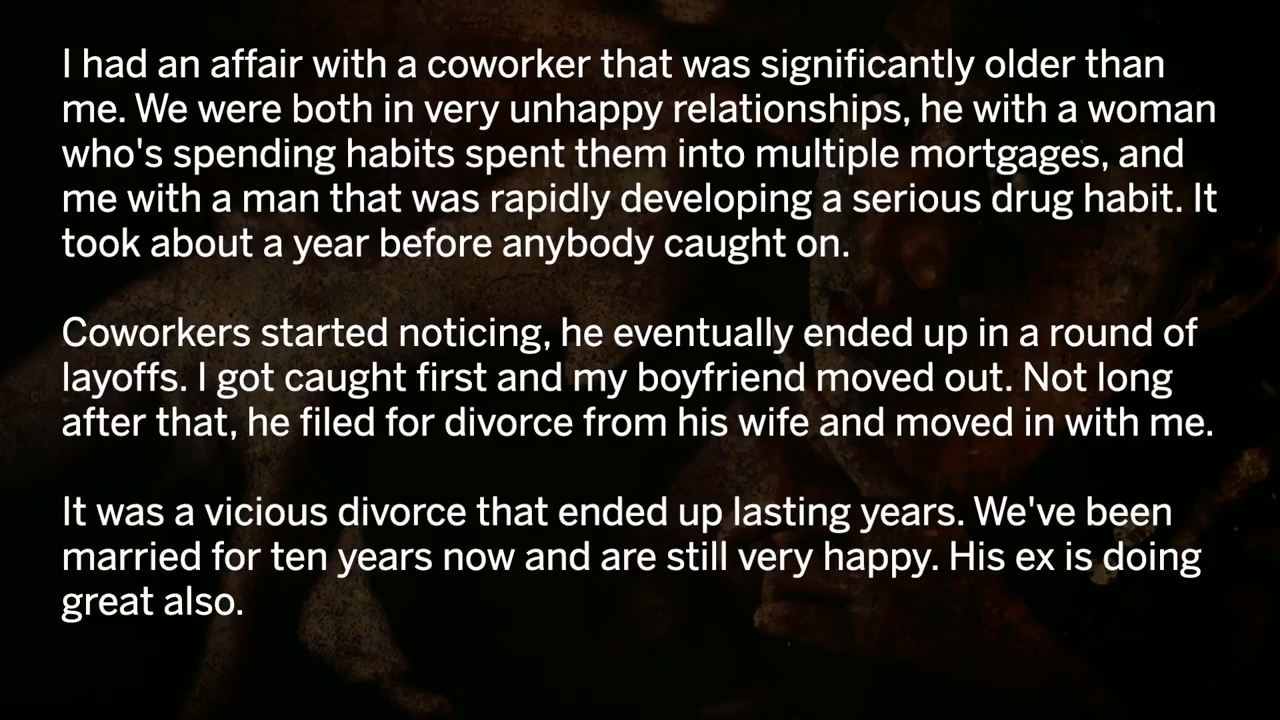 I had an affair with a coworker that was significantly older than
me. We were both in very unhappy relationships, he with a woman
who's spending habits spent them into multiple mortgages, and
me with a man that was rapidly developing a serious drug habit. It
took about a year before anybody caught on.
Coworkers started noticing, he eventually ended up in a round of
layoffs. I got caught first and my boyfriend moved out. Not long
after that, he filed for divorce from his wife and moved in with me.
It was a vicious divorce that ended up lasting years. We've been
married for ten years now and are still very happy. His ex is doing
great also.